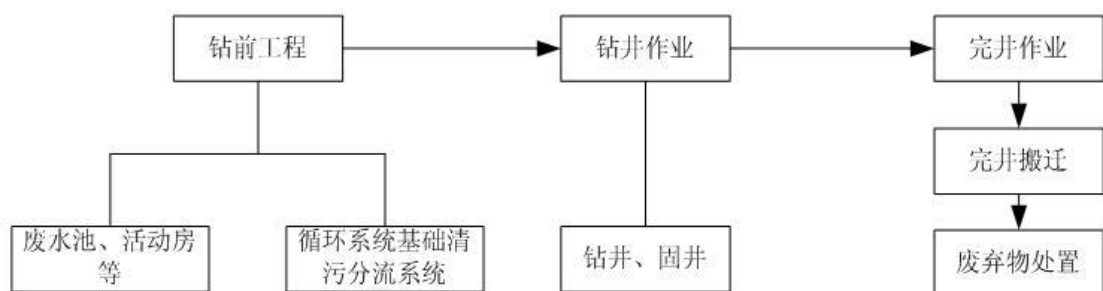 钻前工程
钻井作业
完井作业
完井搬迁
废水池、活动房
等
循环系统基础清
污分流系统
钻井、固井
废弃物处置